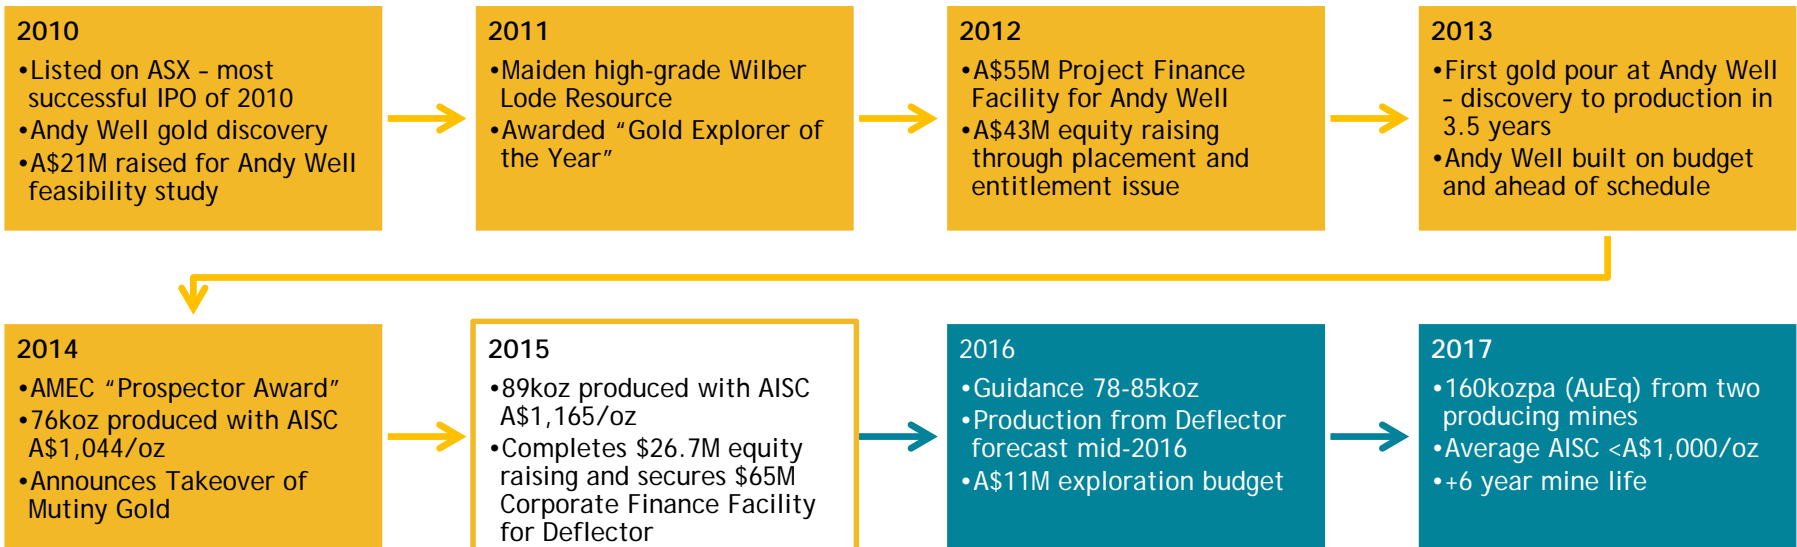 2010
•Listed on ASX – most
successful IPO of 2010
•Andy Well gold discovery
•A$21M raised for Andy Well
feasibility study
2011
•Maiden high-grade Wilber
Lode Resource
•Awarded “Gold Explorer of
the Year”
2012
•A$55M Project Finance
Facility for Andy Well
•A$43M equity raising
through placement and
entitlement issue
2013
•First gold pour at Andy Well
– discovery to production in
3.5 years
•Andy Well built on budget
and ahead of schedule
2014
•AMEC “Prospector Award”
•76koz produced with AISC
A$1,044/oz
•Announces Takeover of
Mutiny Gold
2015
•89koz produced with AISC
A$1,165/oz
•Completes $26.7M equity
raising and secures $65M
Corporate Finance Facility
for Deflector
2016
•Guidance 78-85koz
•Production from Deflector
forecast mid-2016
•A$11M exploration budget
2017
•160kozpa (AuEq) from two
producing mines
•Average AISC <A$1,000/oz
•+6 year mine life